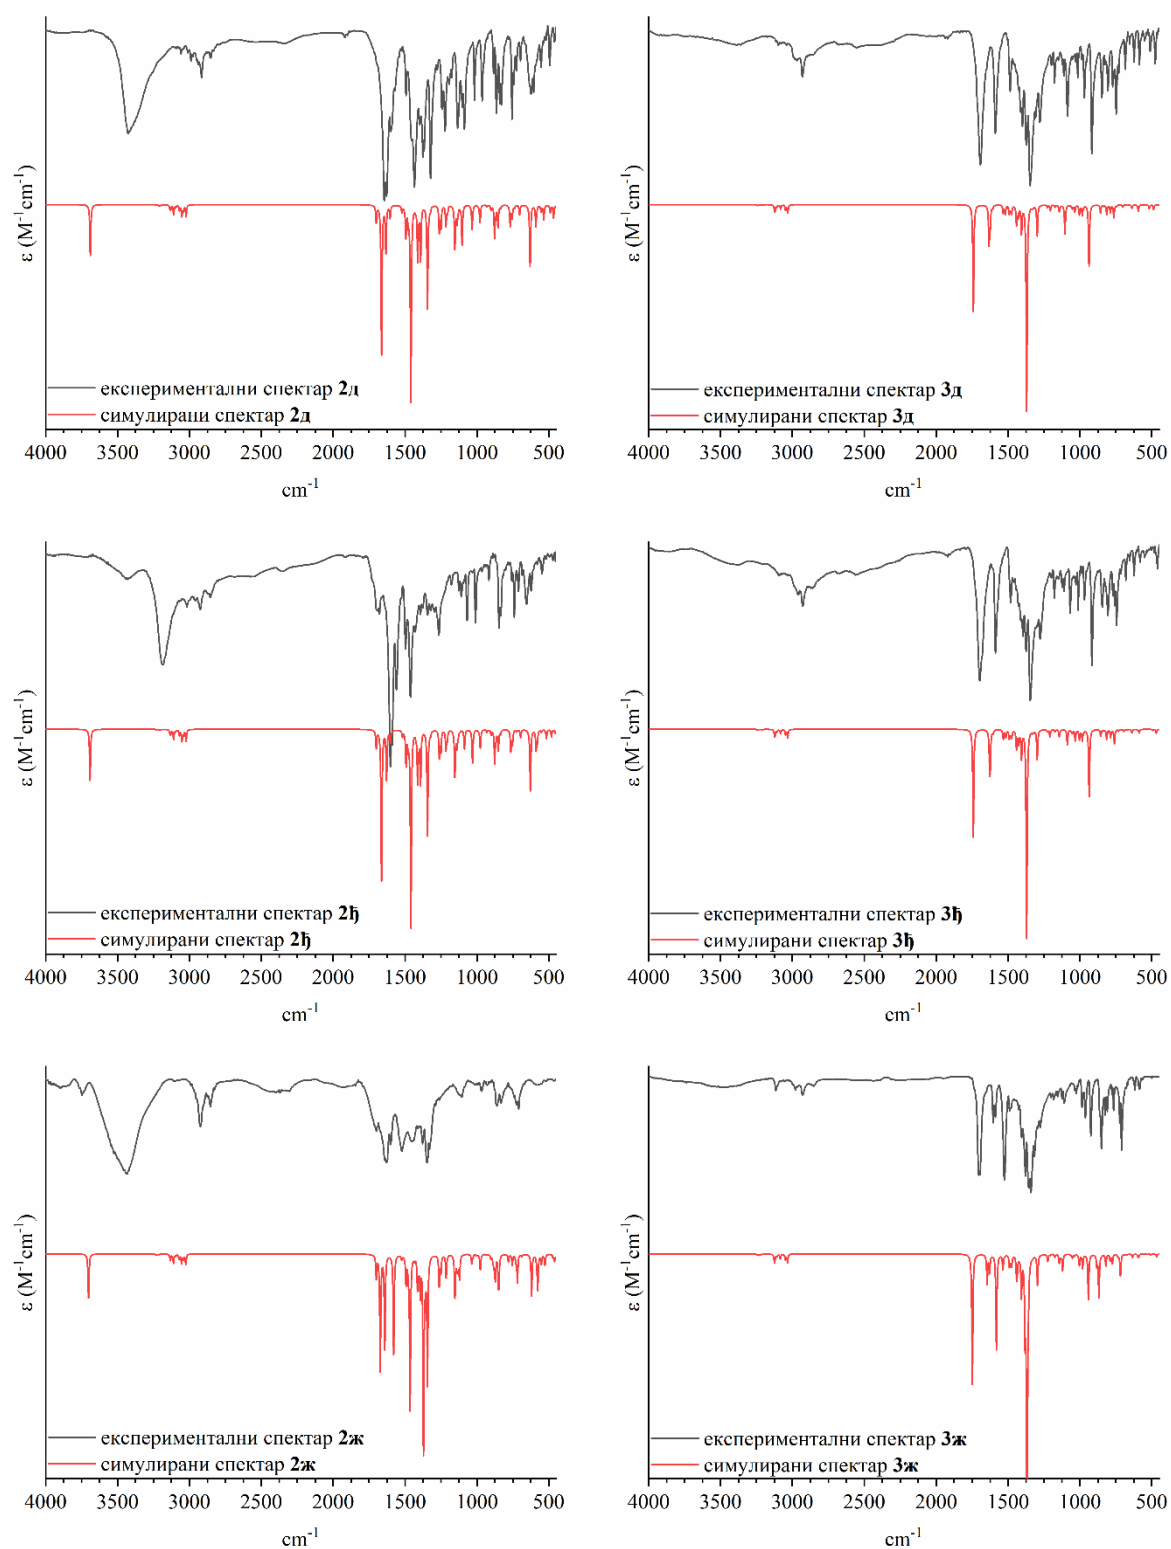 ε (M⁻¹cm⁻¹)
експериментални спектар 2д
симулирани спектар 2д
4000 3500 3000 2500 2000 1500 1000 500
cm⁻¹
ε (M⁻¹cm⁻¹)
експериментални спектар 3д
симулирани спектар 3д
4000 3500 3000 2500 2000 1500 1000 500
cm⁻¹
ε (M⁻¹cm⁻¹)
експериментални спектар 2ђ
симулирани спектар 2ђ
4000 3500 3000 2500 2000 1500 1000 500
cm⁻¹
ε (M⁻¹cm⁻¹)
експериментални спектар 3ђ
симулирани спектар 3ђ
4000 3500 3000 2500 2000 1500 1000 500
cm⁻¹
ε (M⁻¹cm⁻¹)
експериментални спектар 2ж
симулирани спектар 2ж
4000 3500 3000 2500 2000 1500 1000 500
cm⁻¹
ε (M⁻¹cm⁻¹)
експериментални спектар 3ж
симулирани спектар 3ж
4000 3500 3000 2500 2000 1500 1000 500
cm⁻¹